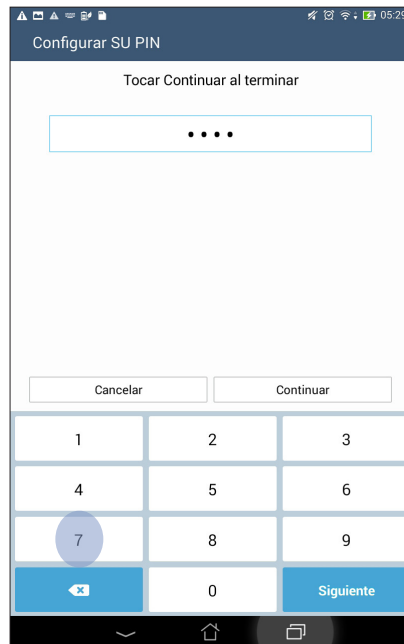 05:29
Configurar SU PIN
Tocar Continuar al terminar
••••
Cancelar Continuar
1 2 3
4 5 6
7 8 9
0 Siguiente